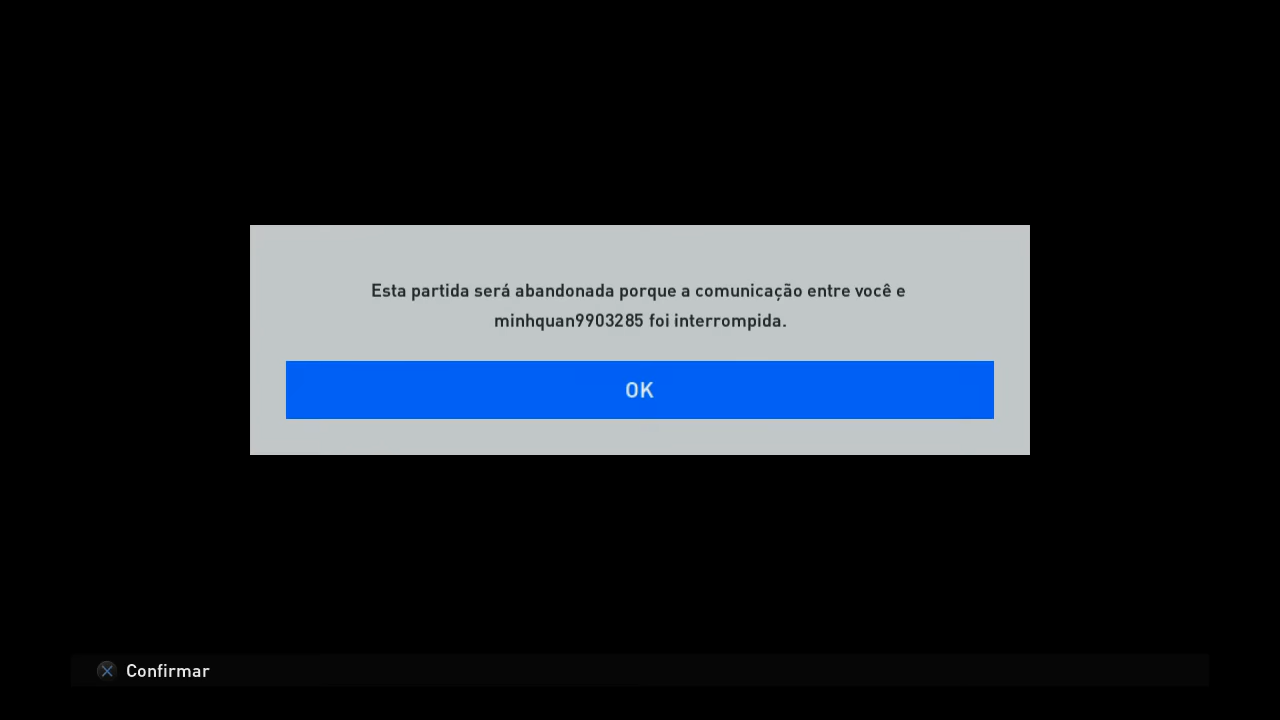 Esta partida será abandonada porque a comunicação entre você e
minhquan9903285 foi interrompida.
OK
Confirmar